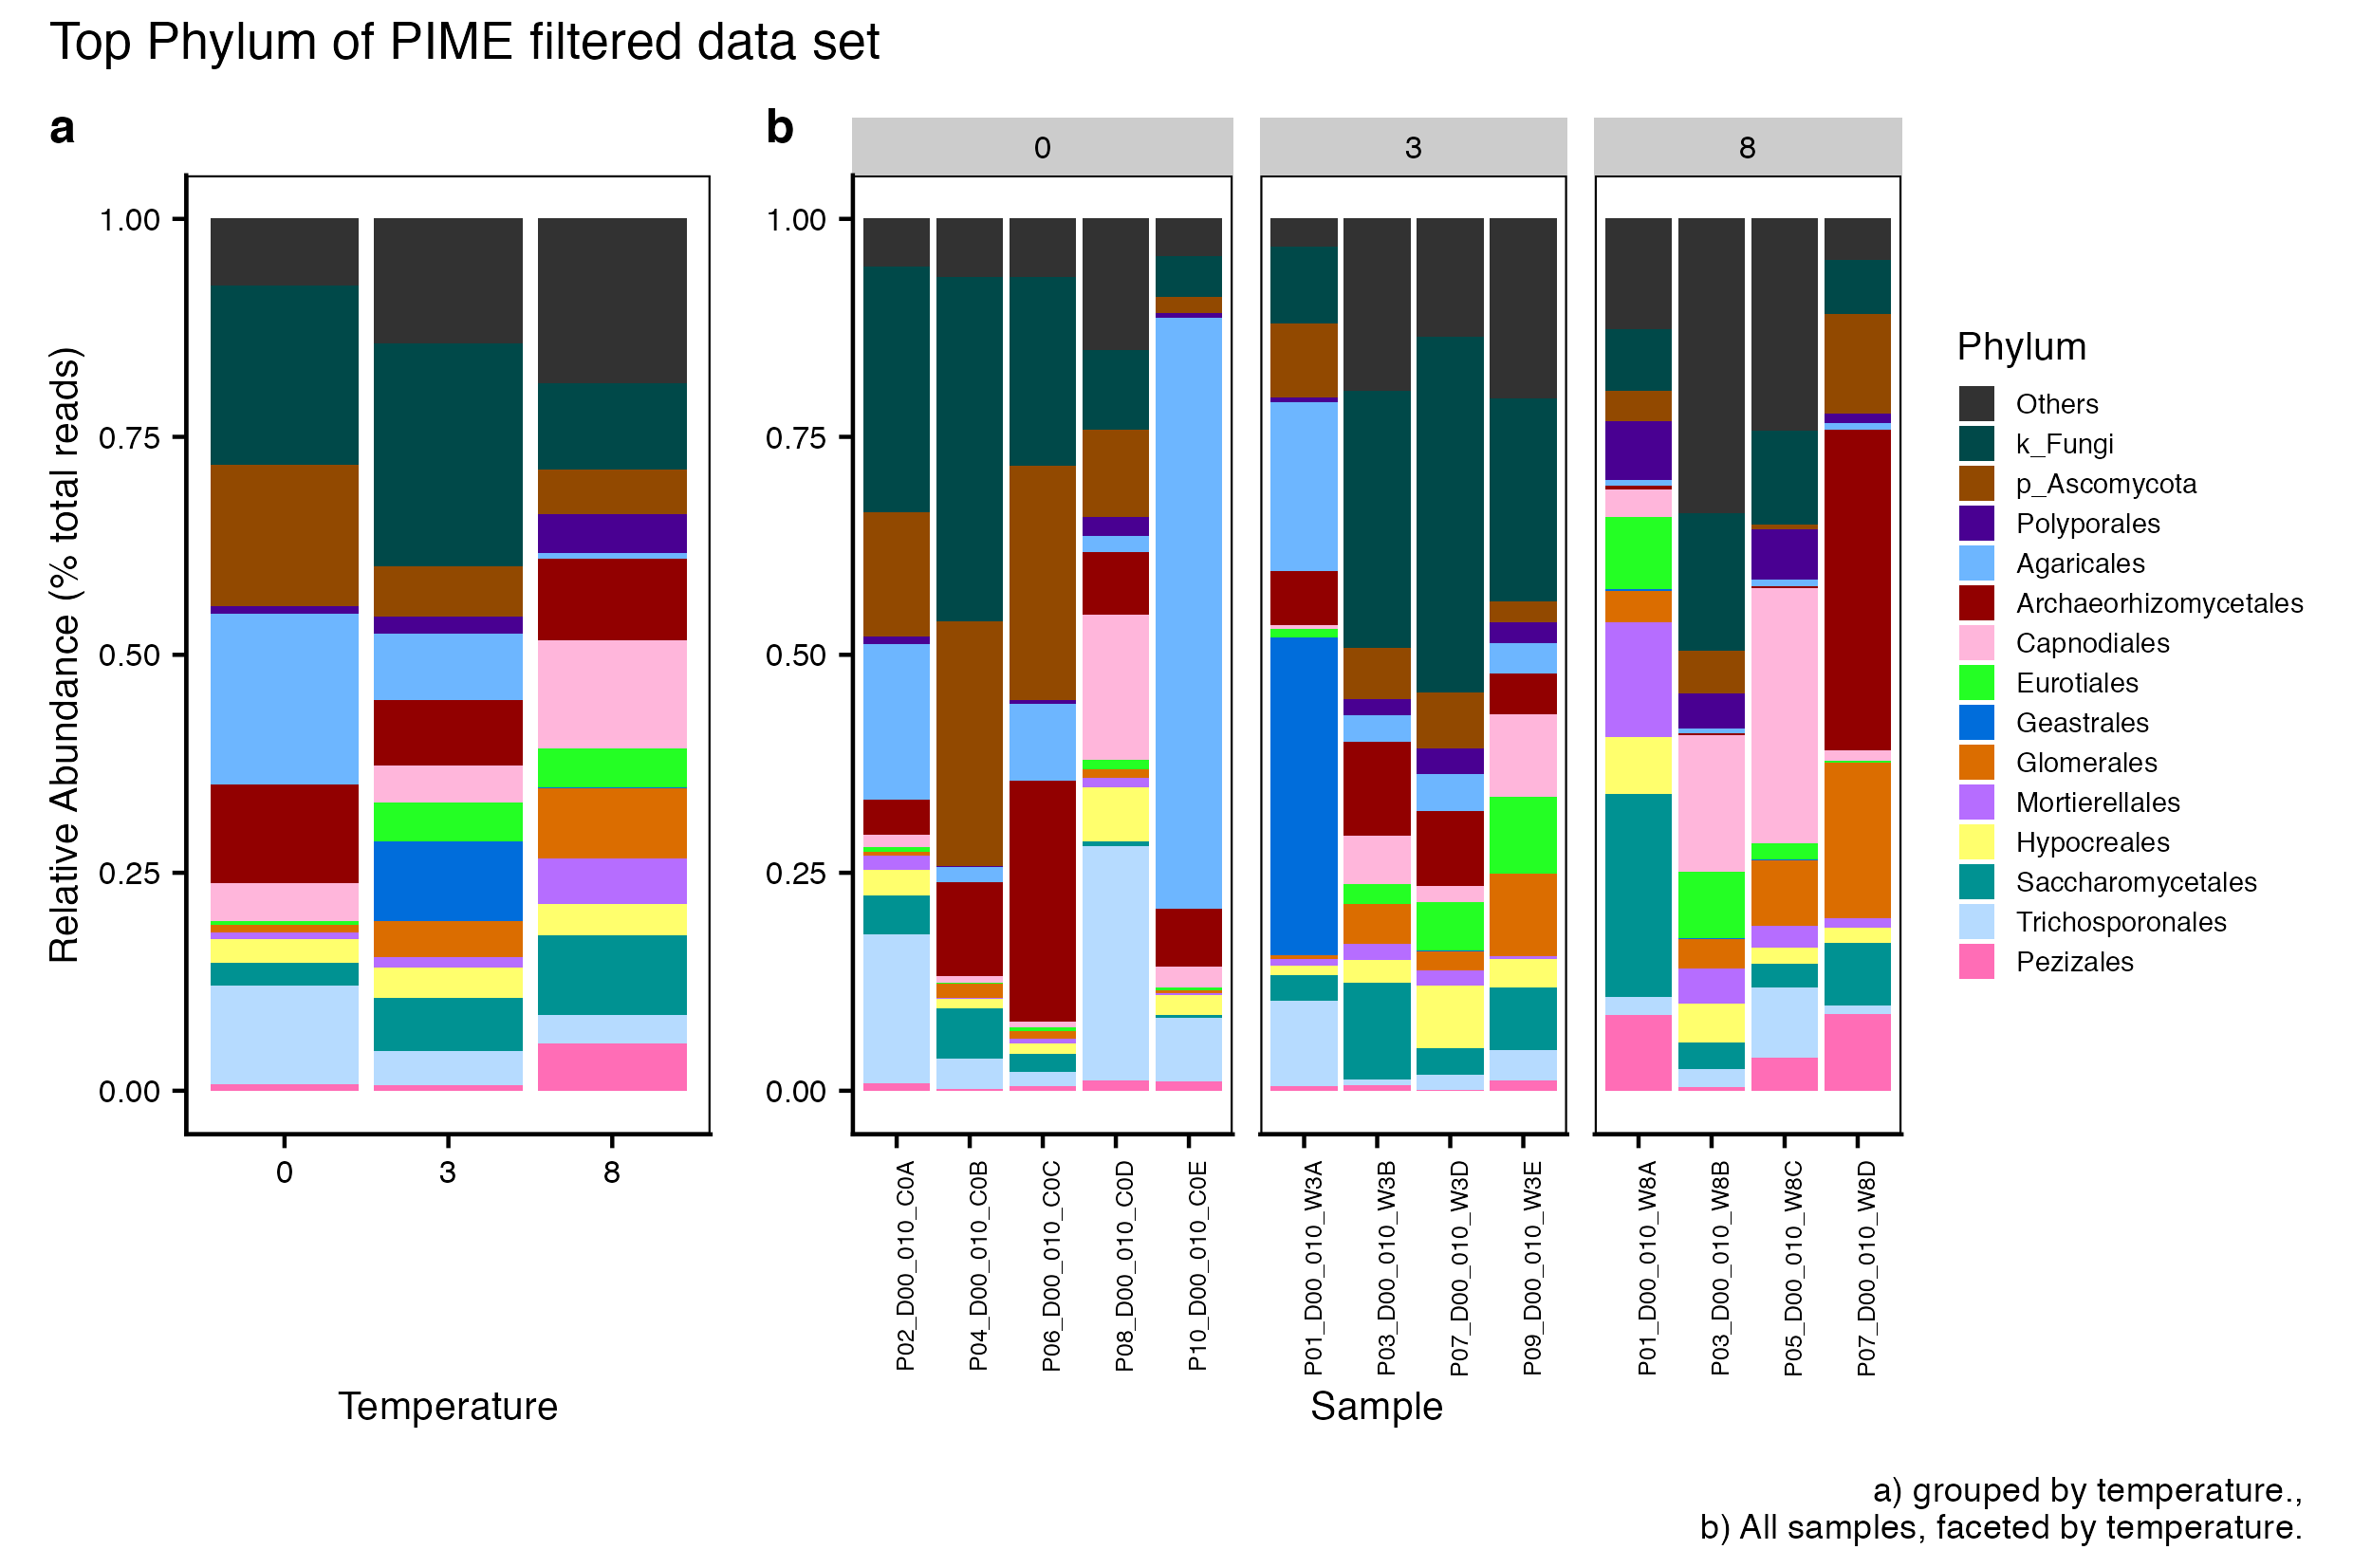 Top Phylum of PIME filtered data set
a
b
0
3
8
Relative Abundance (% total reads)
1.00
0.75
0.50
0.25
0.00
0
3
8
Temperature
1.00
0.75
0.50
0.25
0.00
P02_D00_010_C0A
P04_D00_010_C0B
P06_D00_010_C0C
P08_D00_010_C0D
P10_D00_010_C0E
P01_D00_010_W3A
P03_D00_010_W3B
P07_D00_010_W3D
P09_D00_010_W3E
P01_D00_010_W8A
P03_D00_010_W8B
P05_D00_010_W8C
P07_D00_010_W8D
Sample
Phylum
Others
k_Fungi
p_Ascomycota
Polyporales
Agaricales
Archaeorhizomycetales
Capnodiales
Eurotiales
Geastrales
Glomerales
Mortierellales
Hypocreales
Saccharomycetales
Trichosporonales
Pezizales
a) grouped by temperature.,
b) All samples, faceted by temperature.